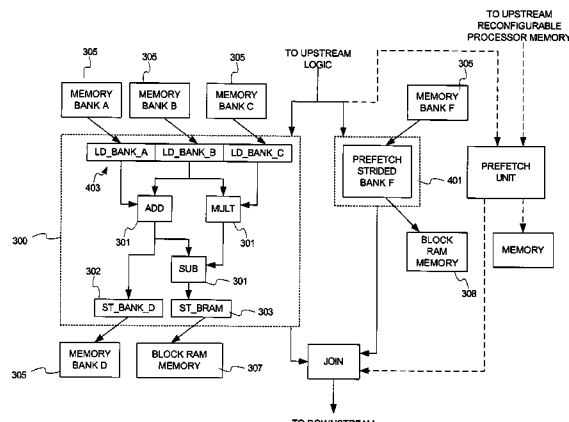 TO UPSTREAM
RECONFIGURABLE
PROCESSOR MEMORY
305
305
305
TO UPSTREAM
LOGIC
305
MEMORY
BANK A
MEMORY
BANK B
MEMORY
BANK C
MEMORY
BANK F
LD_BANK_A
LD_BANK_B
LD_BANK_C
403
PREFETCH
STRIDED
BANK F
401
PREFETCH
UNIT
ADD
MULT
300
301
301
SUB
301
BLOCK
RAM
MEMORY
308
MEMORY
302
ST_BANK_D
ST_BRAM
303
MEMORY
BANK D
305
BLOCK RAM
MEMORY
307
JOIN
TO DOWNSTREAM